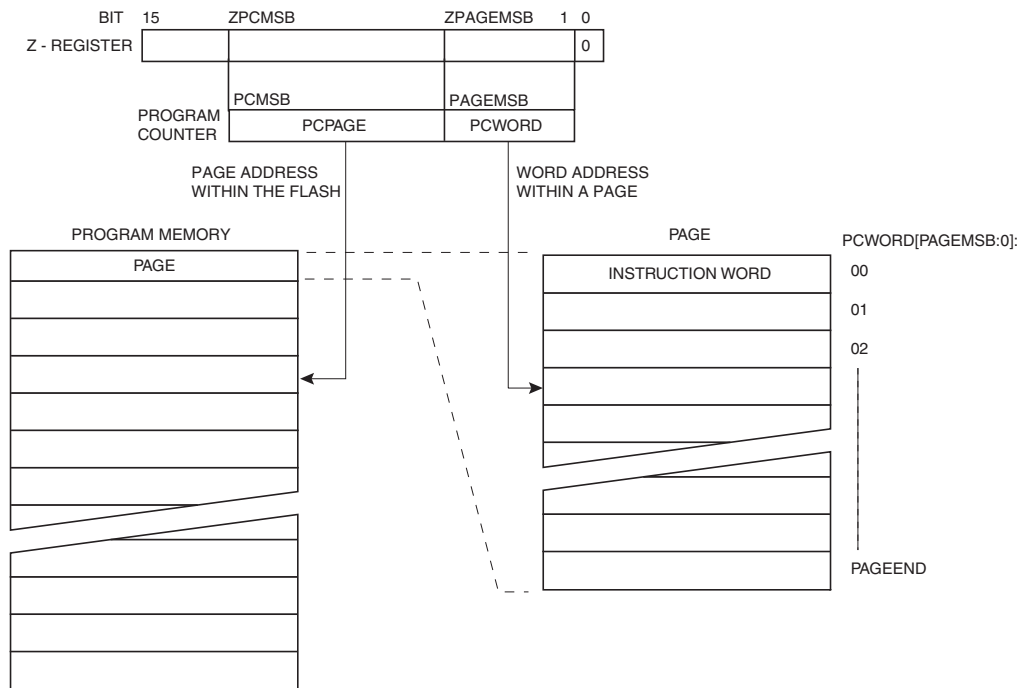 BIT 15 ZPCMSB ZPAGEMSB 1 0
Z - REGISTER 0
PCMSB PAGEMSB
PROGRAM
COUNTER
PCPAGE PCWORD
PAGE ADDRESS
WITHIN THE FLASH
WORD ADDRESS
WITHIN A PAGE
PROGRAM MEMORY
PAGE
PAGE
PCWORD[PAGEMSB:0]:
INSTRUCTION WORD
00
01
02
PAGEEND